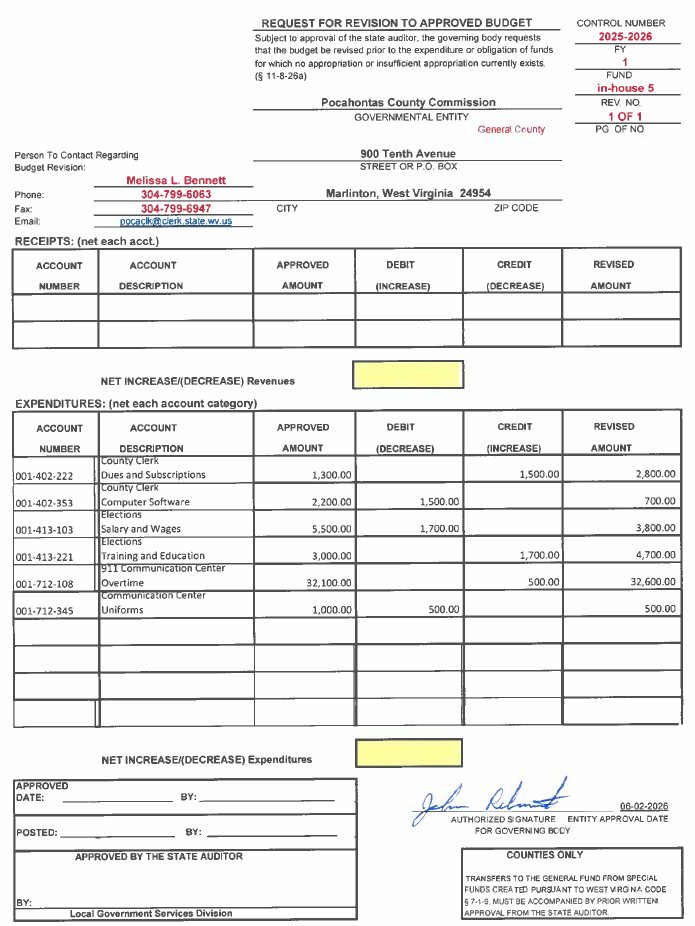 REQUEST FOR REVISION TO APPROVED BUDGET
Subject to approval of the state auditor, the governing body requests
that the budget be revised prior to the expenditure or obligation of funds
for which no appropriation or insufficient appropriation currently exists.
(§ 11-8-26a)
CONTROL NUMBER
2025-2026
FY
1
FUND
in-house 5
REV. NO.
1 OF 1
PG. OF NO.
Pocahontas County Commission
GOVERNMENTAL ENTITY
General County
Person To Contact Regarding
Budget Revision:
900 Tenth Avenue
STREET OR P.O. BOX
Melissa L. Bennett
Phone: 304-799-6063
Fax: 304-799-6947
Email: pocaclk@clerk.state.wv.us
Marlinton, West Virginia 24954
CITY ZIP CODE
RECEIPTS: (net each acct.)
ACCOUNT ACCOUNT APPROVED DEBIT CREDIT REVISED
NUMBER DESCRIPTION AMOUNT (INCREASE) (DECREASE) AMOUNT
NET INCREASE/(DECREASE) Revenues
EXPENDITURES: (net each account category)
ACCOUNT ACCOUNT APPROVED DEBIT CREDIT REVISED
NUMBER DESCRIPTION AMOUNT (DECREASE) (INCREASE) AMOUNT
County Clerk
001-402-222 Dues and Subscriptions 1,300.00 1,500.00 2,800.00
County Clerk
001-402-353 Computer Software 2,200.00 1,500.00 700.00
Elections
001-413-103 Salary and Wages 5,500.00 1,700.00 3,800.00
Elections
001-413-221 Training and Education 3,000.00 1,700.00 4,700.00
911 Communication Center
001-712-108 Overtime 32,100.00 500.00 32,600.00
Communication Center
001-712-345 Uniforms 1,000.00 500.00 500.00
NET INCREASE/(DECREASE) Expenditures
APPROVED
DATE: BY:
POSTED: BY:
APPROVED BY THE STATE AUDITOR
BY:
Local Government Services Division
John 06-02-2026
AUTHORIZED SIGNATURE ENTITY APPROVAL DATE
FOR GOVERNING BODY
COUNTIES ONLY
TRANSFERS TO THE GENERAL FUND FROM SPECIAL
FUNDS CREATED PURSUANT TO WEST VIRGINA CODE
§ 7-1-9, MUST BE ACCOMPANIED BY PRIOR WRITTEN
APPROVAL FROM THE STATE AUDITOR.